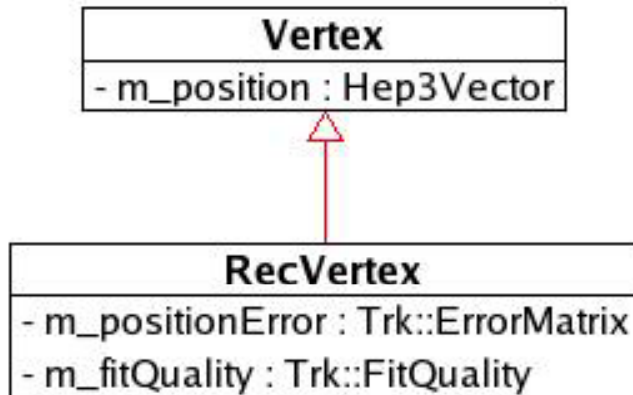 Vertex
- m_position : Hep3Vector
RecVertex
- m_positionError : Trk::ErrorMatrix
- m_fitQuality : Trk::FitQuality